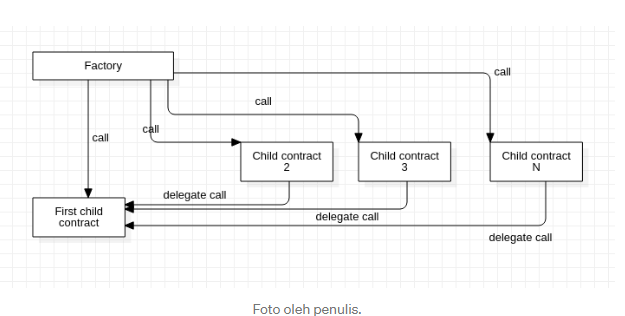 Factory
call
call
call
call
Child contract
2
Child contract
3
Child contract
N
delegate call
First child
contract
delegate call
delegate call
Foto oleh penulis.